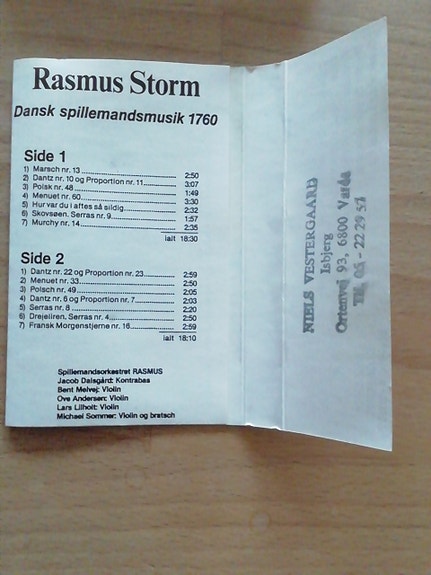 Rasmus Storm
Dansk spillemandsmusik 1760
Side 1
1) Marsch nr. 13 2:50
2) Dantz nr. 10 og Proportion nr. 11 3:07
3) Polsk nr. 48 1:49
4) Menuet nr. 60 3:30
5) Hur var du i aftes så sildig 2:32
6) Skovsøen. Serras nr. 9 1:57
7) Murchy nr. 14 2:35
ialt 18:30
Side 2
1) Dantz nr. 22 og Proportion nr. 23 2:59
2) Menuet nr. 33 2:50
3) Polsch nr. 49 2:05
4) Dantz nr. 6 og Proportion nr. 7 2:03
5) Serras nr. 8 2:20
6) Drejeliren, Serras nr. 4 2:50
7) Fransk Morgenstjerne nr. 16 2:59
ialt 18:10
Spillemandsorkestret RASMUS
Jacob Dalsgård: Kontrabas
Bent Melvej: Violin
Ove Andersen: Violin
Lars Lilholt: Violin
Michael Sommer: Violin og bratsch
NIELS VESTERGAARD
Isbjerg
Ortenvej 93, 6800 Varde
Tlf. 05 - 22 29 57